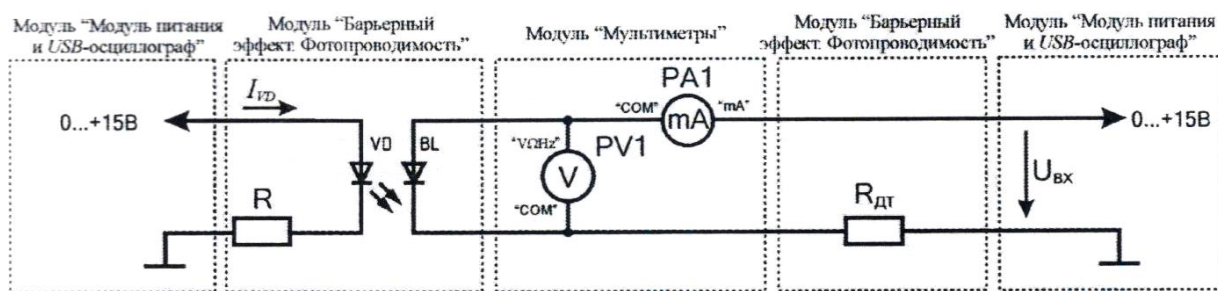 Модуль “Модуль питания
и USB-осциллограф”
Модуль “Барьерный
эффект. Фотопроводимость”
Модуль “Мультиметры”
Модуль “Барьерный
эффект. Фотопроводимость”
Модуль “Модуль питания
и USB-осциллограф”
I_VD
PA1
“COM”
mA
“mA”
0...+15В
0...+15В
VD
BL
“VΩHz”
PV1
V
U_ВХ
“COM”
R
R_ДТ